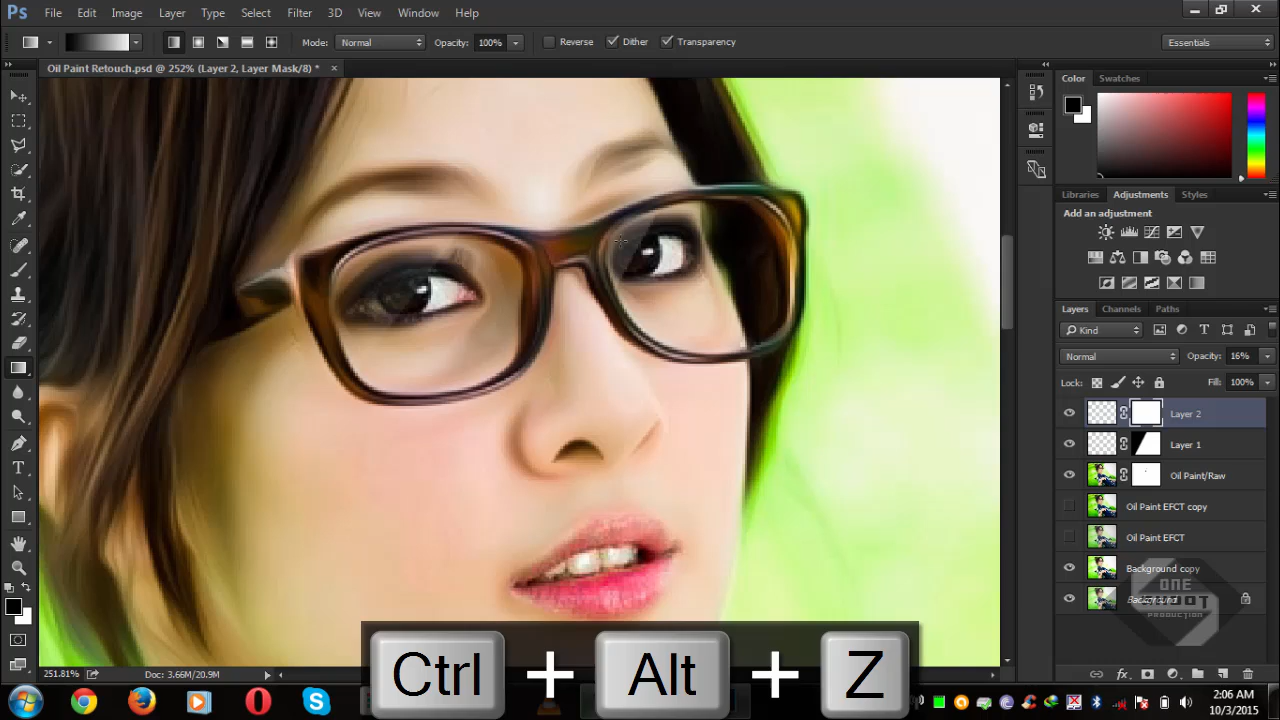 Ps File Edit Image Layer Type Select Filter 3D View Window Help
Mode: Normal Opacity: 100% Reverse Dither Transparency Essentials
Oil Paint Retouch.psd @ 252% (Layer 2, Layer Mask/8) * ×
Color Swatches
Libraries Adjustments Styles
Add an adjustment
Layers Channels Paths
Kind
Normal Opacity: 16%
Lock: Fill: 100%
Layer 2
Layer 1
Oil Paint/Raw
Oil Paint EFCT copy
Oil Paint EFCT
Background copy
Background
ONE
SHOOT
PRODUCTION
251.81% Doc: 3.66M/20.9M
Ctrl + Alt + Z
2:06 AM
10/3/2015